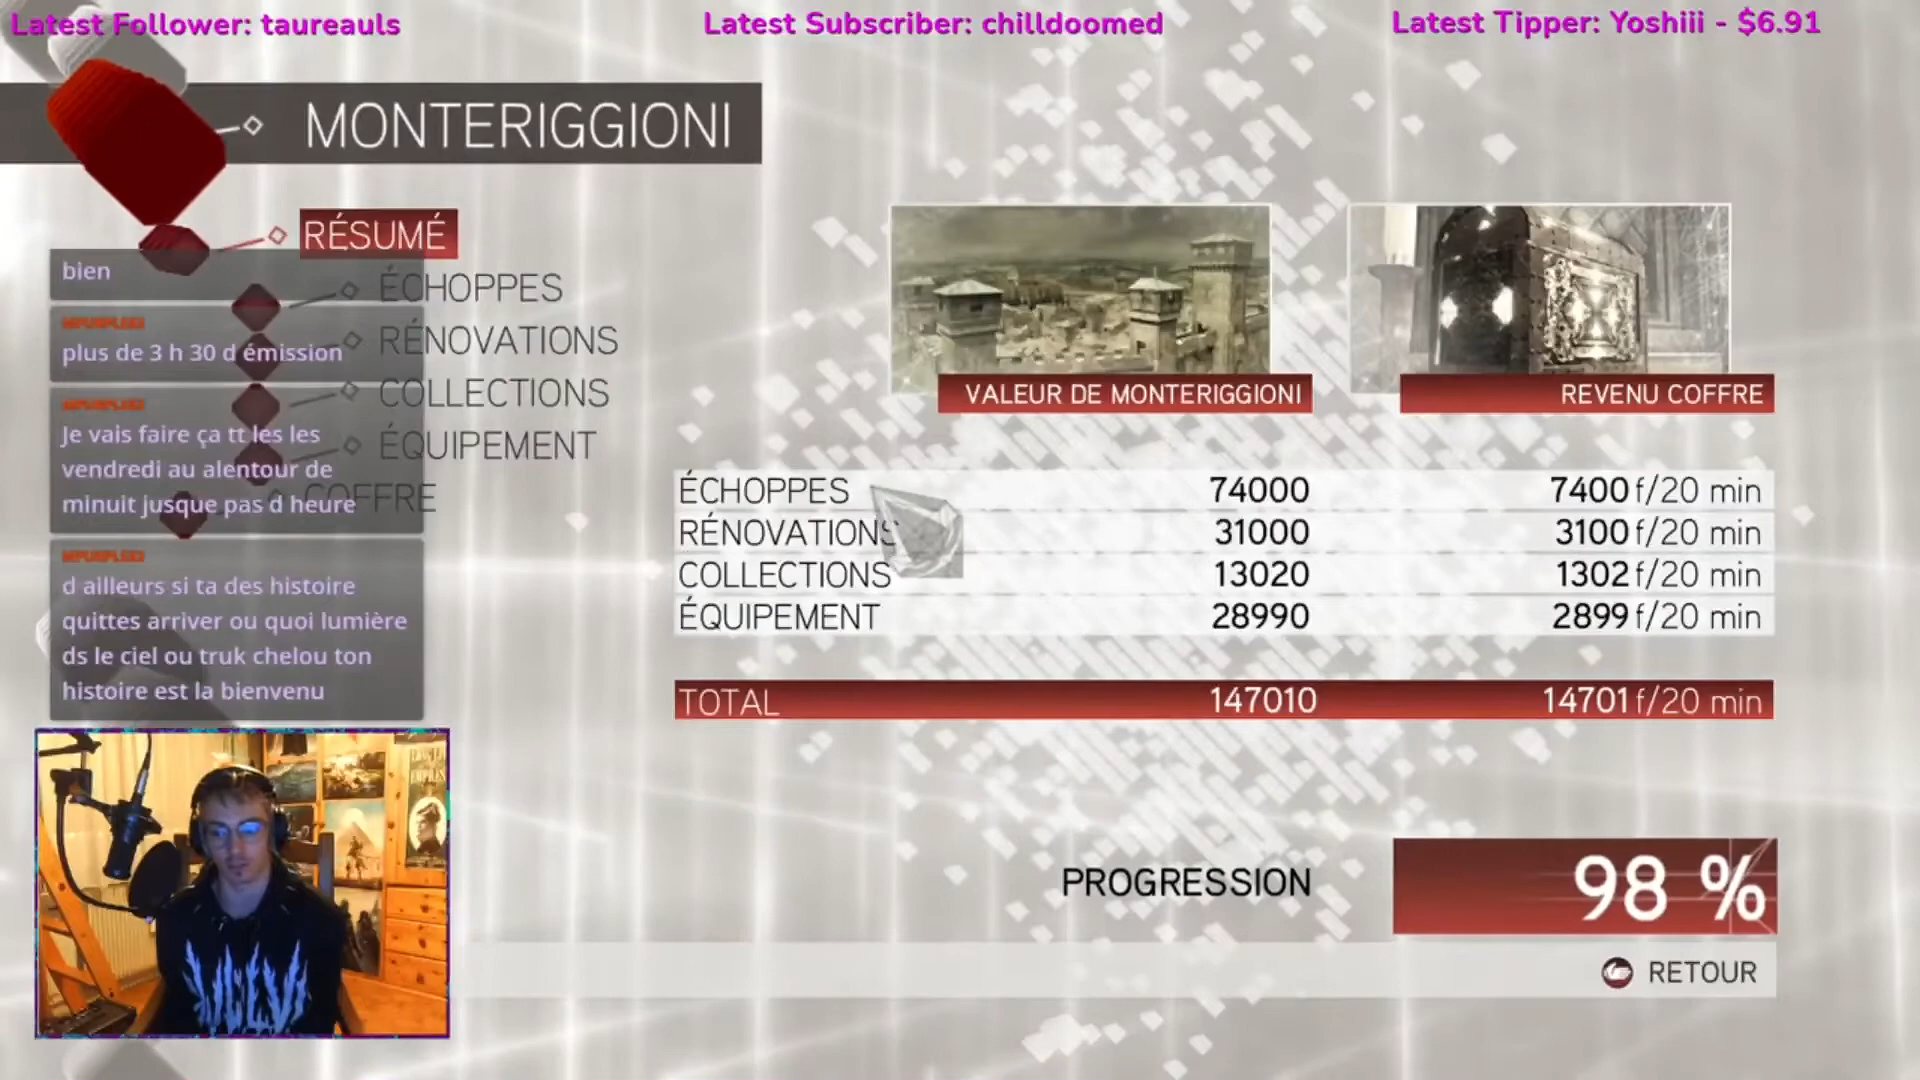 Latest Follower: taureauls
Latest Subscriber: chilldoomed
Latest Tipper: Yoshiii - $6.91
MONTERIGGIONI
RÉSUMÉ
ÉCHOPPES
RÉNOVATIONS
COLLECTIONS
ÉQUIPEMENT
COFFRE
bien
plus de 3 h 30 d émission
Je vais faire ça tt les les
vendredi au alentour de
minuit jusque pas d heure
d ailleurs si ta des histoire
quittes arriver ou quoi lumière
ds le ciel ou truk chelou ton
histoire est la bienvenu
VALEUR DE MONTERIGGIONI
REVENU COFFRE
ÉCHOPPES 74000 7400 f/20 min
RÉNOVATIONS 31000 3100 f/20 min
COLLECTIONS 13020 1302 f/20 min
ÉQUIPEMENT 28990 2899 f/20 min
TOTAL 147010 14701 f/20 min
PROGRESSION 98 %
RETOUR